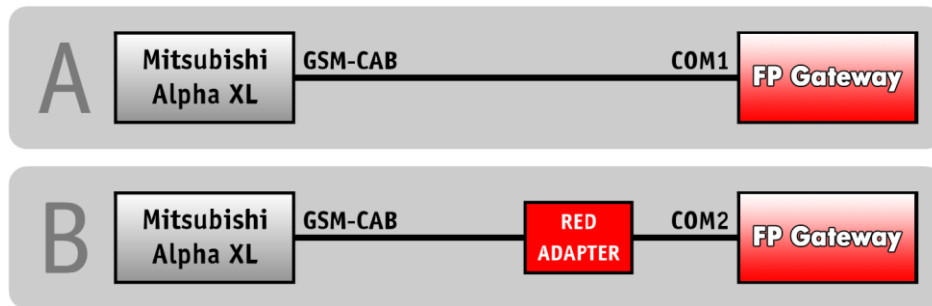 A
Mitsubishi
Alpha XL
GSM-CAB
COM1
FP Gateway
B
Mitsubishi
Alpha XL
GSM-CAB
RED
ADAPTER
COM2
FP Gateway